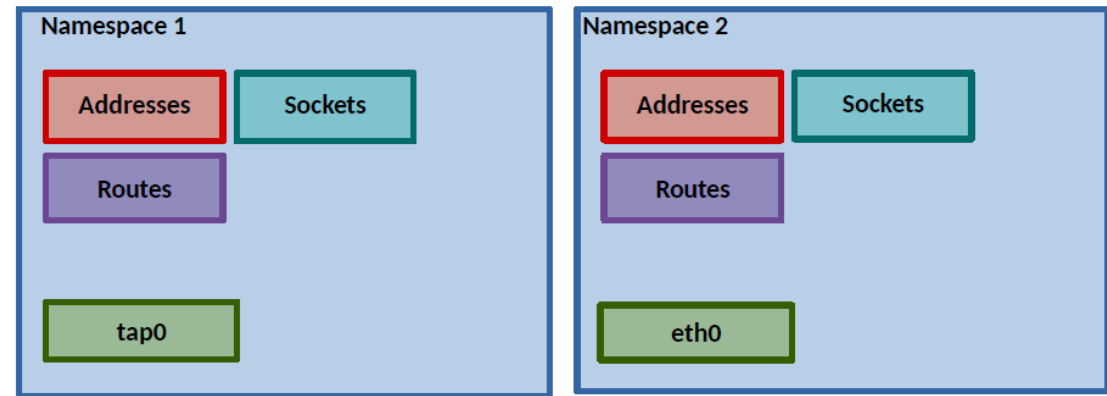 Namespace 1
Addresses
Sockets
Routes
tap0
Namespace 2
Addresses
Sockets
Routes
eth0